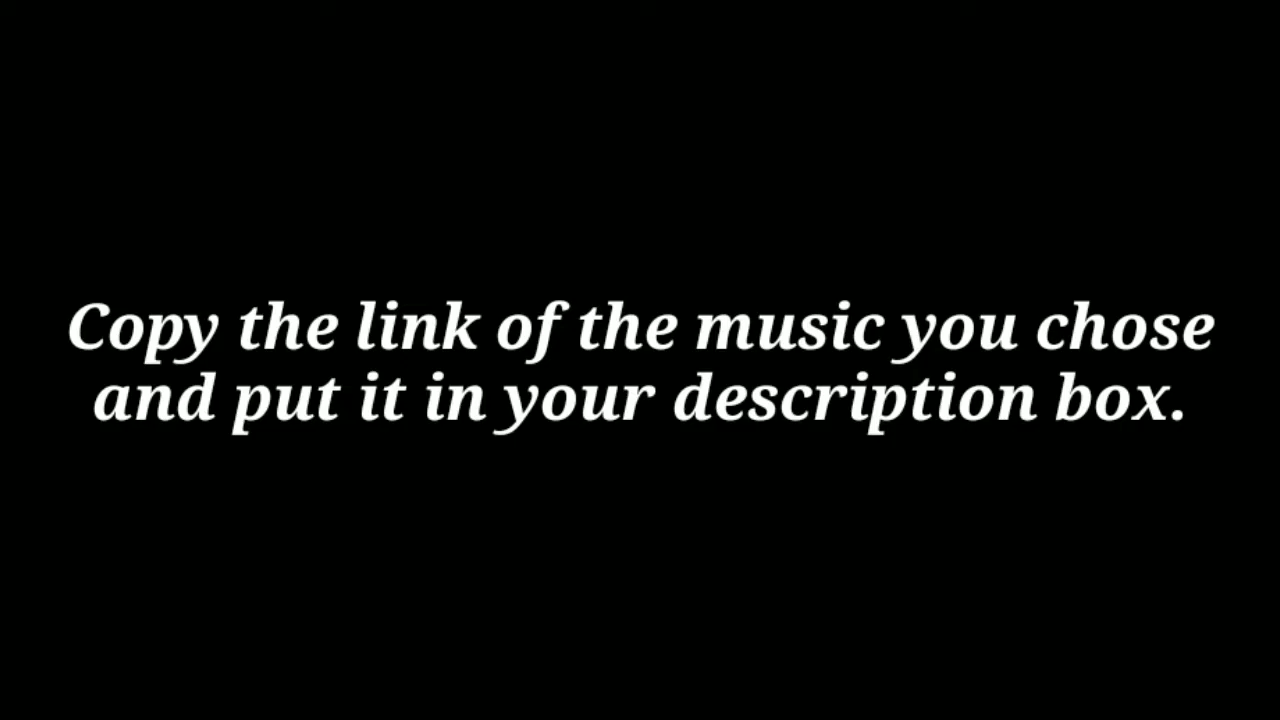 Copy the link of the music you chose
and put it in your description box.